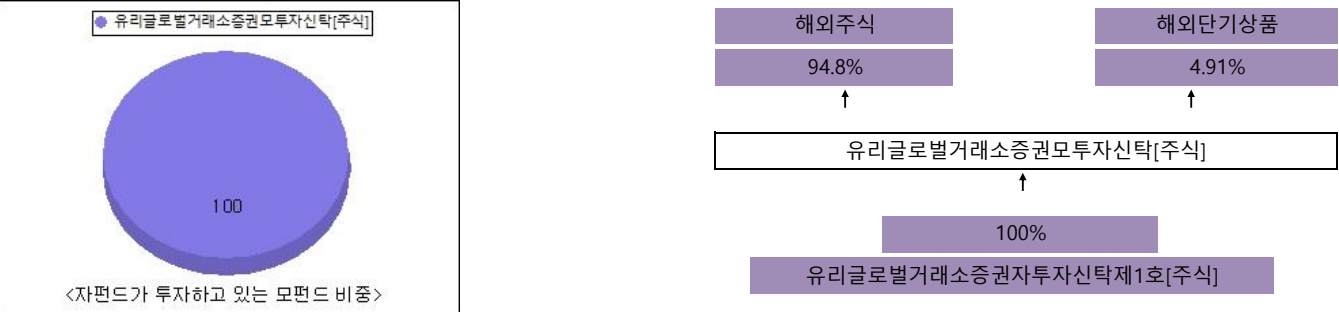 유리글로벌거래소증권모투자신탁[주식]
100
<자펀드가 투자하고 있는 모펀드 비중>
해외주식
해외단기상품
94.8%
4.91%
유리글로벌거래소증권모투자신탁[주식]
100%
유리글로벌거래소증권자투자신탁제1호[주식]